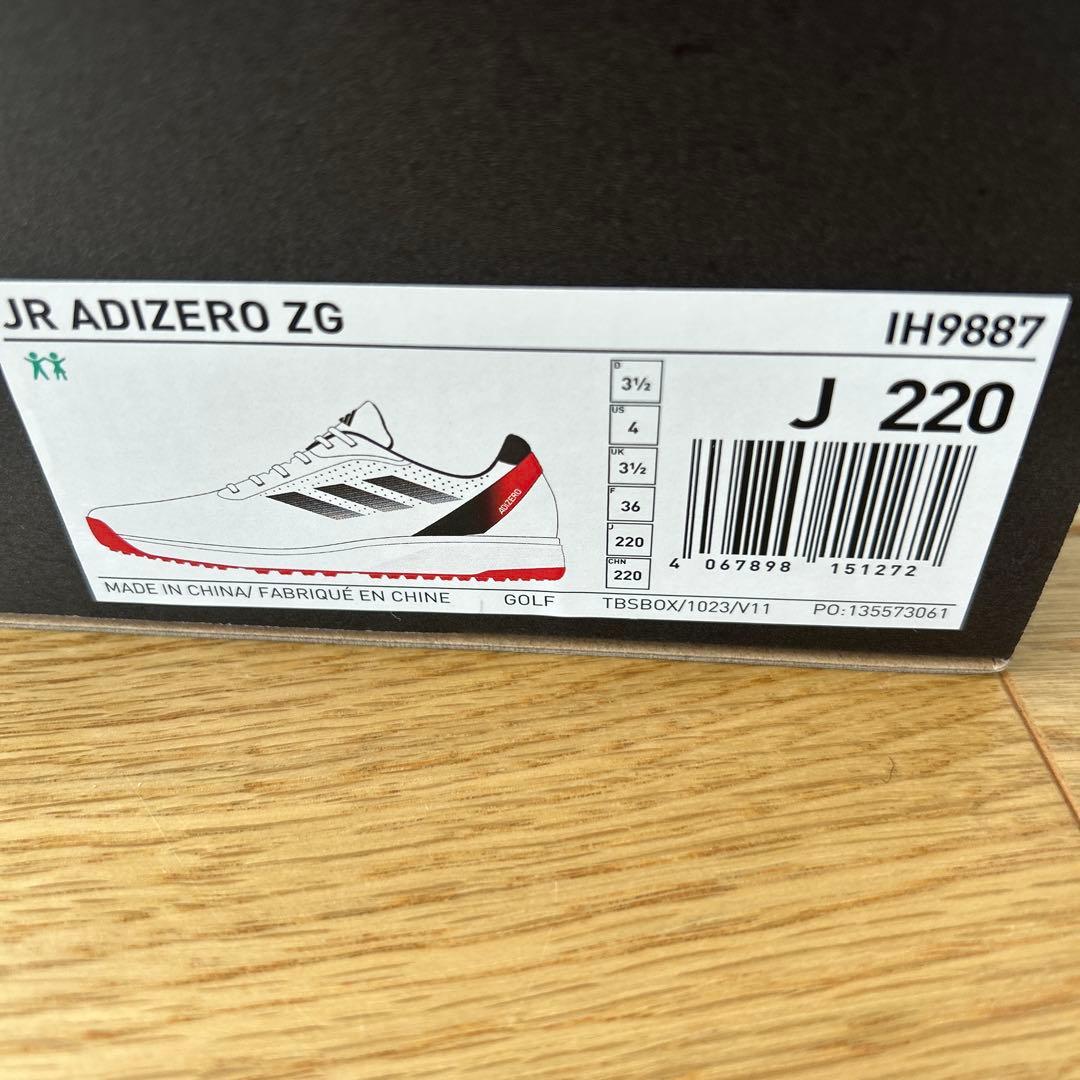 JR ADIZERO ZG
IH9887
ADIZERO
D
3½
US
4
UK
3½
F
36
J
220
CHN
220
J 220
4 067898 151272
MADE IN CHINA/ FABRIQUÉ EN CHINE
GOLF
TBSBOX/1023/V11
PO:135573061